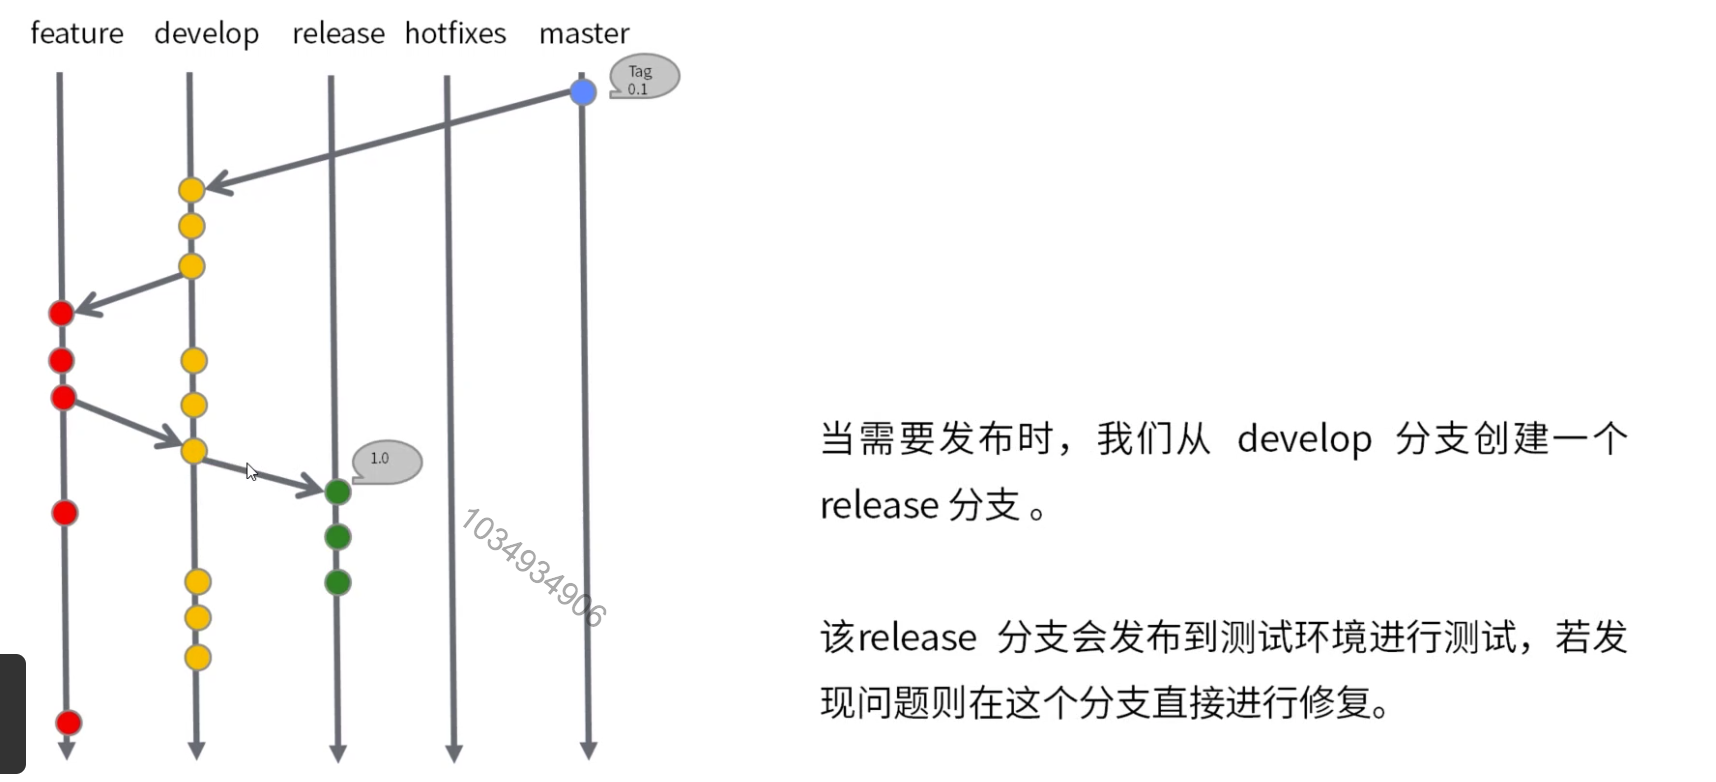 feature develop release hotfixes master
Tag
0.1
1.0
1034934906
当需要发布时，我们从 develop 分支创建一个
release 分支 。
该release 分支会发布到测试环境进行测试，若发
现问题则在这个分支直接进行修复。